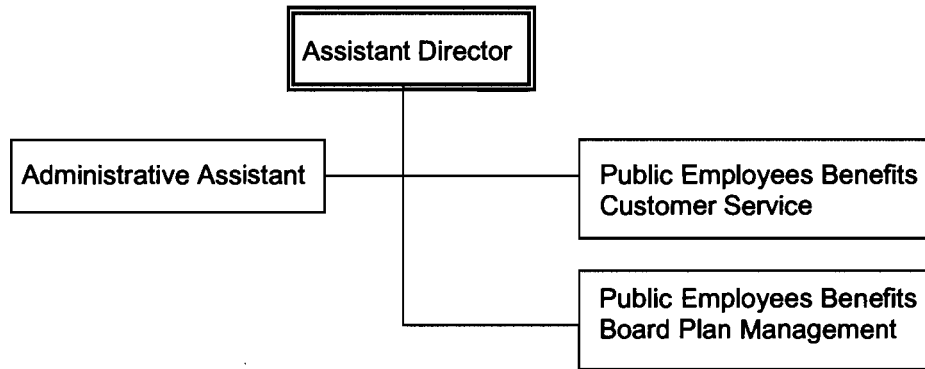 Assistant Director
Administrative Assistant
Public Employees Benefits
Customer Service
Public Employees Benefits
Board Plan Management